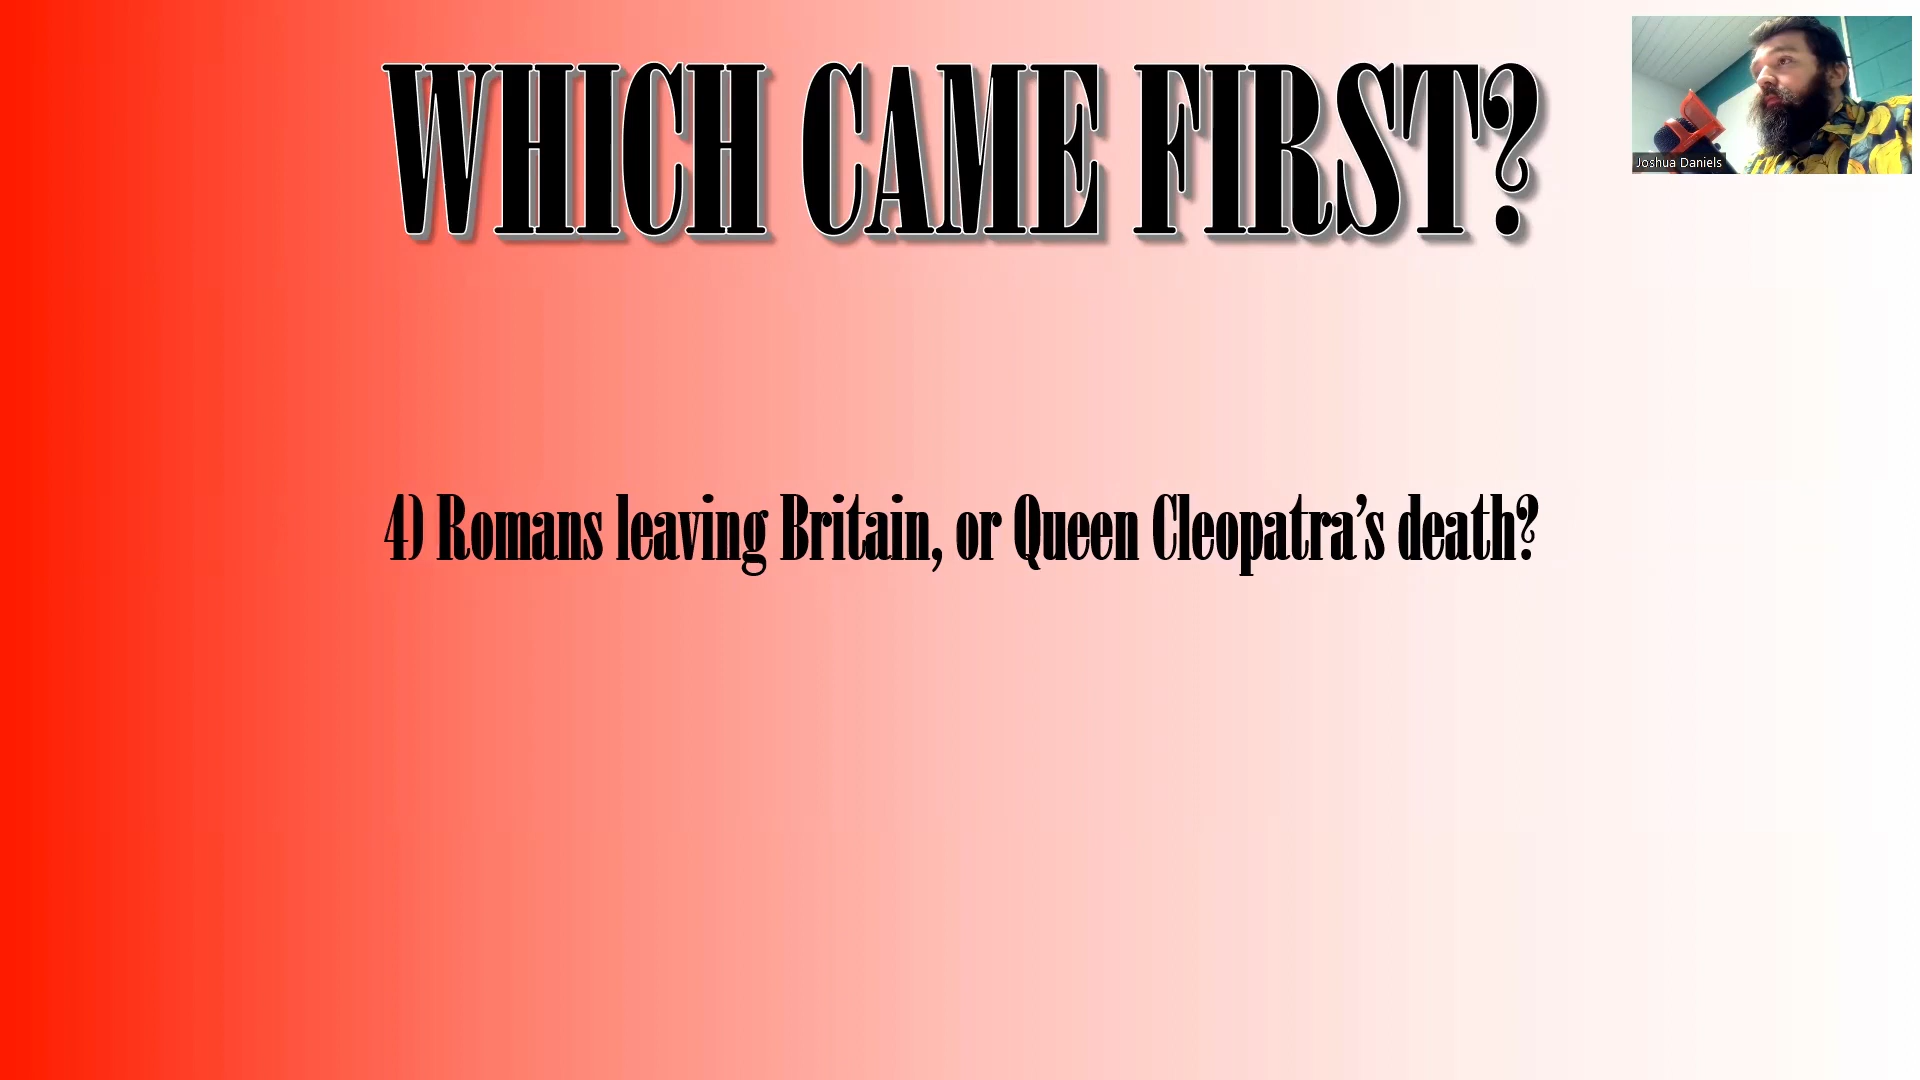 WHICH CAME FIRST?
Joshua Daniels
4) Romans leaving Britain, or Queen Cleopatra’s death?